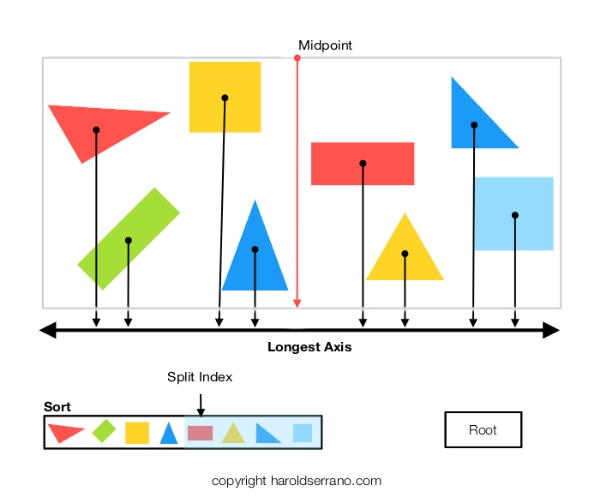 Midpoint
Longest Axis
Split Index
Sort
Root
copyright haroldserrano.com